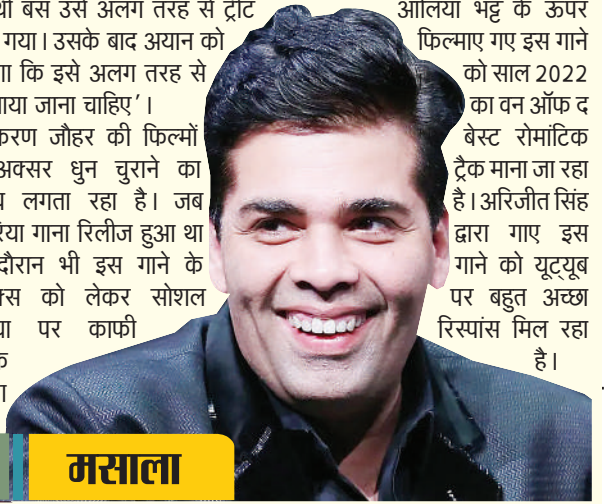 थी बस उसे अलग तरह से ट्रीट
गया। उसके बाद अयान को
कि इसे अलग तरह से
जाना चाहिए’।
करण जौहर की फिल्मों
अक्सर धुन चुराने का
लगता रहा है। जब
गाना रिलीज हुआ था
दौरान भी इस गाने के
को लेकर सोशल
पर काफी
आलिया भट्ट के ऊपर
फिल्माए गए इस गाने
को साल 2022
का वन ऑफ द
बेस्ट रोमांटिक
ट्रैक माना जा रहा
है। अरिजीत सिंह
द्वारा गाए इस
गाने को यूट्यूब
पर बहुत अच्छा
रिस्पांस मिल रहा
है।
मसाला